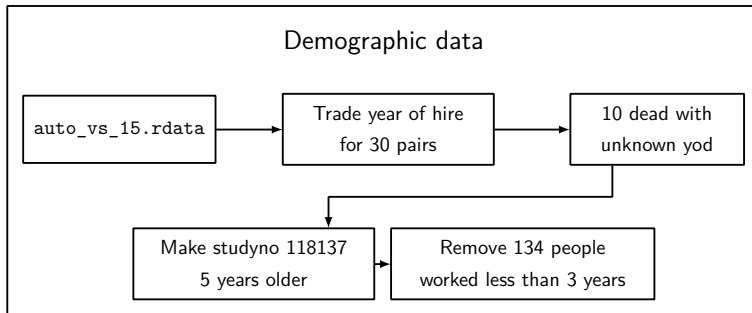 Demographic data
auto_vs_15.rdata
Trade year of hire
for 30 pairs
10 dead with
unknown yod
Make studyno 118137
5 years older
Remove 134 people
worked less than 3 years